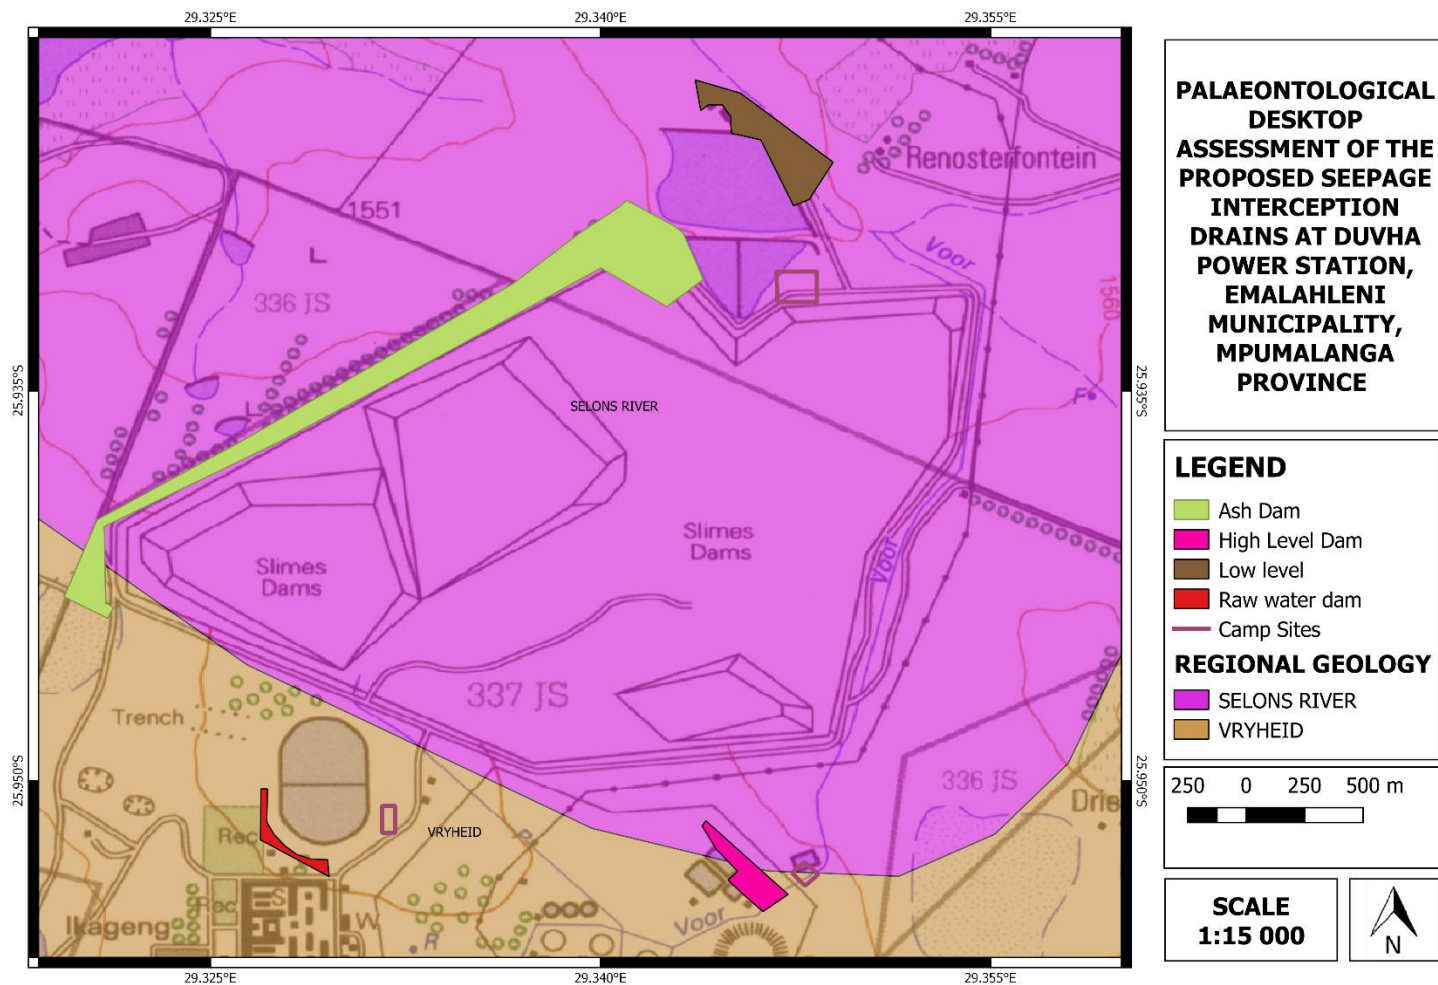 29.325°E
29.340°E
29.355°E
25.935°S
25.950°S
1551
336 JS
Renosterfontein
Voor
1560
F
25.935°S
SELONS RIVER
Slimes
Dams
Slimes
Dams
Voor
337 JS
336 JS
Trench
Drie
25.950°S
Rec
VRYHEID
Rec
S
W
Ikageng
R
Voor
29.325°E
29.340°E
29.355°E
PALAEONTOLOGICAL
DESKTOP
ASSESSMENT OF THE
PROPOSED SEEPAGE
INTERCEPTION
DRAINS AT DUVHA
POWER STATION,
EMALAHLENI
MUNICIPALITY,
MPUMALANGA
PROVINCE
LEGEND
Ash Dam
High Level Dam
Low level
Raw water dam
Camp Sites
REGIONAL GEOLOGY
SELONS RIVER
VRYHEID
250 0 250 500 m
SCALE
1:15 000
N